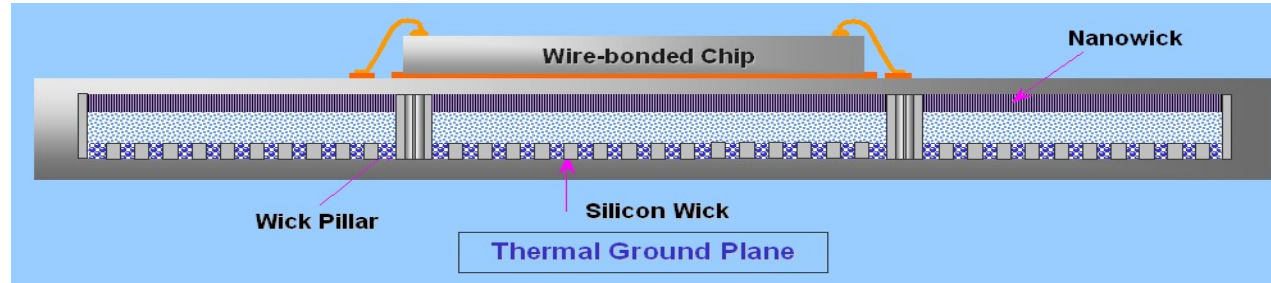 Nanowick
Wire-bonded Chip
Wick Pillar
Silicon Wick
Thermal Ground Plane